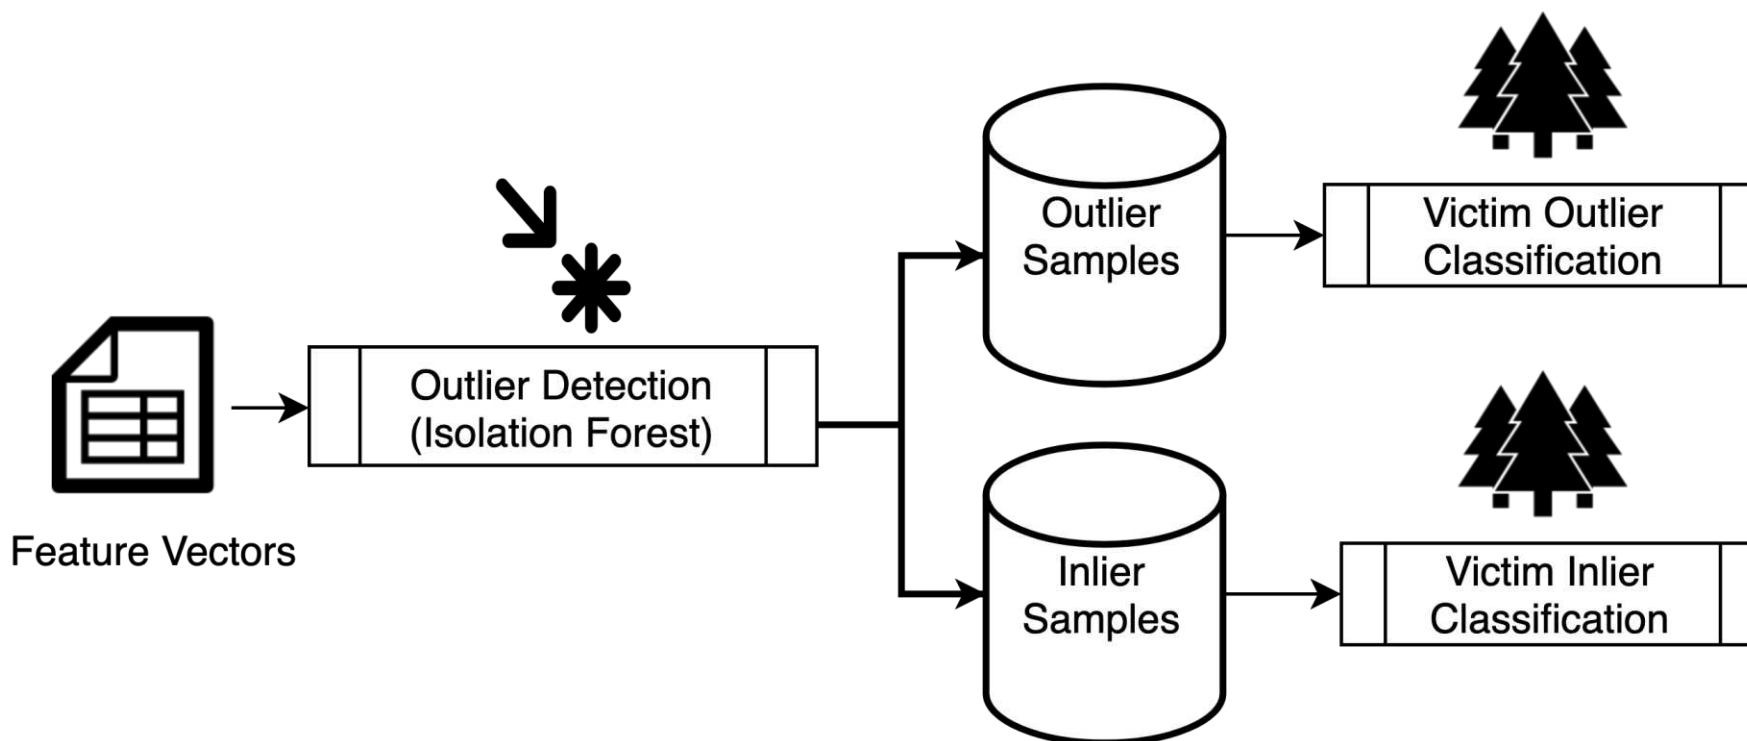 Feature Vectors
Outlier Detection
(Isolation Forest)
Outlier
Samples
Victim Outlier
Classification
Inlier
Samples
Victim Inlier
Classification